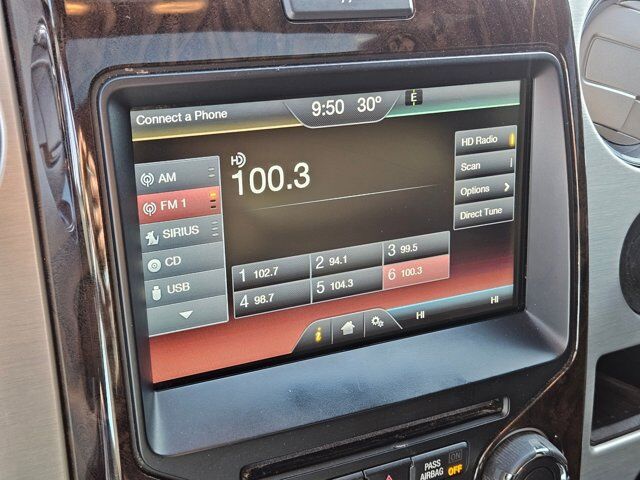 Connect a Phone
9:50 30° E
HD Radio
Scan
Options
Direct Tune
AM
FM 1
SIRIUS
CD
USB
HD
100.3
1 102.7 2 94.1 3 99.5
4 98.7 5 104.3 6 100.3
i HI HI
PASS AIRBAG
ON
OFF